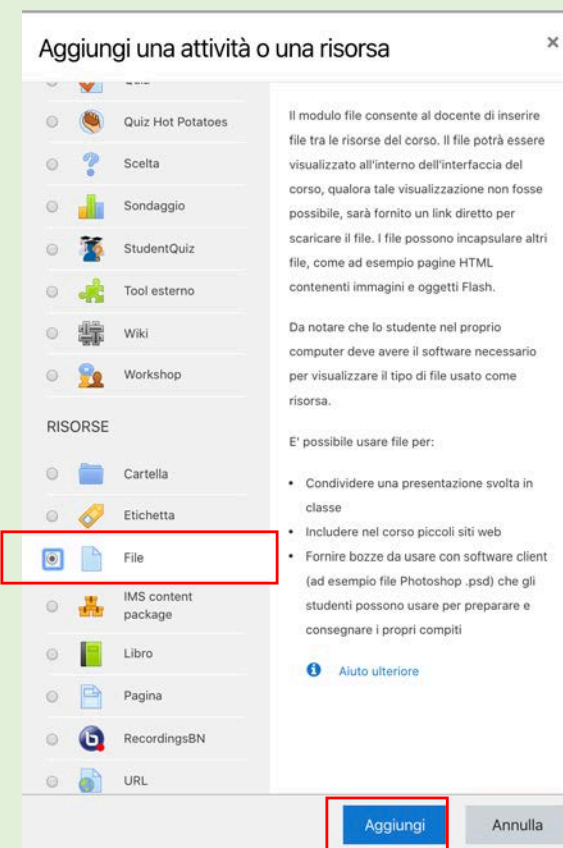 Aggiungi una attività o una risorsa
×
Quiz Hot Potatoes
Scelta
Sondaggio
StudentQuiz
Tool esterno
Wiki
Workshop
RISORSE
Cartella
Etichetta
File
IMS content
package
Libro
Pagina
RecordingsBN
URL
Il modulo file consente al docente di inserire
file tra le risorse del corso. Il file potrà essere
visualizzato all'interno dell'interfaccia del
corso, qualora tale visualizzazione non fosse
possibile, sarà fornito un link diretto per
scaricare il file. I file possono incapsulare altri
file, come ad esempio pagine HTML
contenenti immagini e oggetti Flash.
Da notare che lo studente nel proprio
computer deve avere il software necessario
per visualizzare il tipo di file usato come
risorsa.
E' possibile usare file per:
• Condividere una presentazione svolta in
classe
• Includere nel corso piccoli siti web
• Fornire bozze da usare con software client
(ad esempio file Photoshop .psd) che gli
studenti possono usare per preparare e
consegnare i propri compiti
Aiuto ulteriore
Aggiungi
Annulla